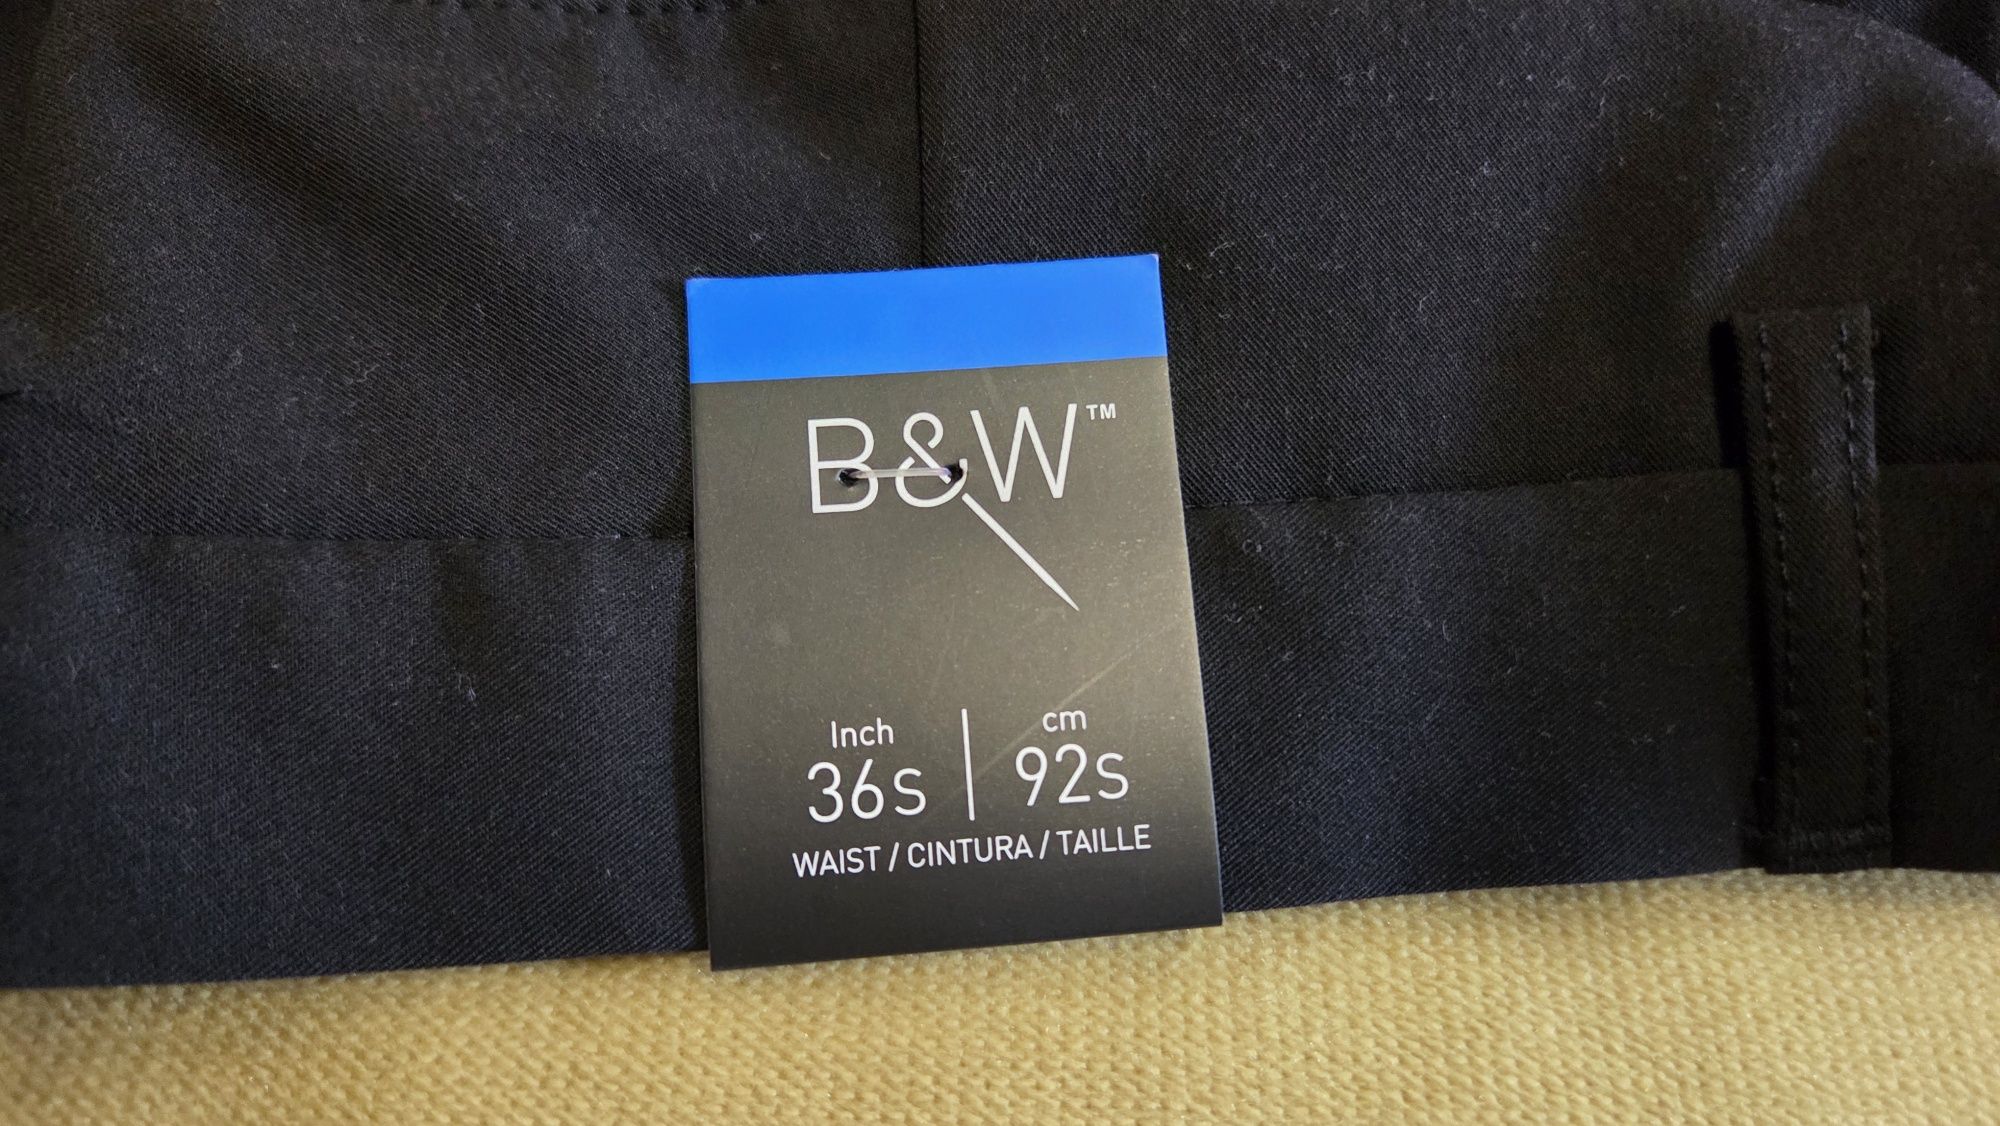 B&W™
Inch
36S
cm
92S
WAIST / CINTURA / TAILLE